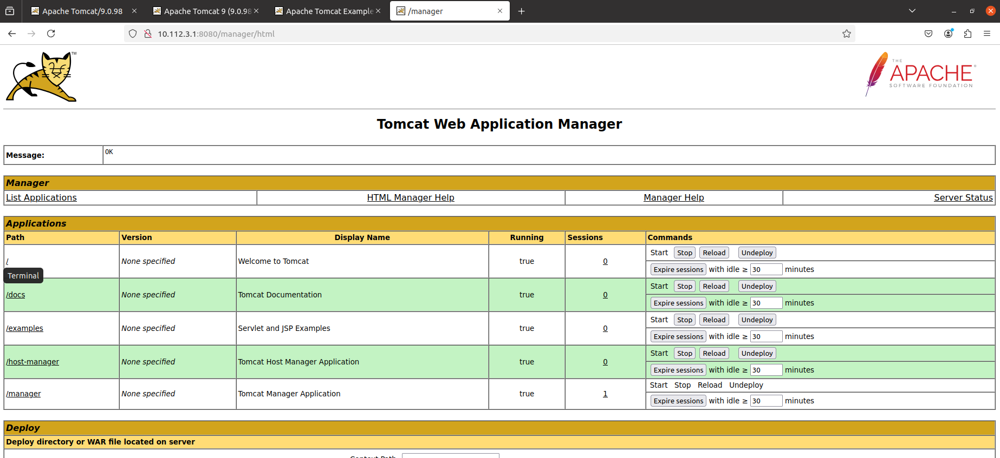 Apache Tomcat/9.0.98
Apache Tomcat 9 (9.0.98
Apache Tomcat Example
/manager
10.112.3.1:8080/manager/html
TM
THE
APACHE®
SOFTWARE FOUNDATION
Tomcat Web Application Manager
Message: OK
Manager
List Applications HTML Manager Help Manager Help Server Status
Applications
Path Version Display Name Running Sessions Commands
/ None specified Welcome to Tomcat true 0 Start Stop Reload Undeploy
Expire sessions with idle ≥ 30 minutes
Terminal
/docs None specified Tomcat Documentation true 0 Start Stop Reload Undeploy
Expire sessions with idle ≥ 30 minutes
/examples None specified Servlet and JSP Examples true 0 Start Stop Reload Undeploy
Expire sessions with idle ≥ 30 minutes
/host-manager None specified Tomcat Host Manager Application true 0 Start Stop Reload Undeploy
Expire sessions with idle ≥ 30 minutes
/manager None specified Tomcat Manager Application true 1 Start Stop Reload Undeploy
Expire sessions with idle ≥ 30 minutes
Deploy
Deploy directory or WAR file located on server
Context Path